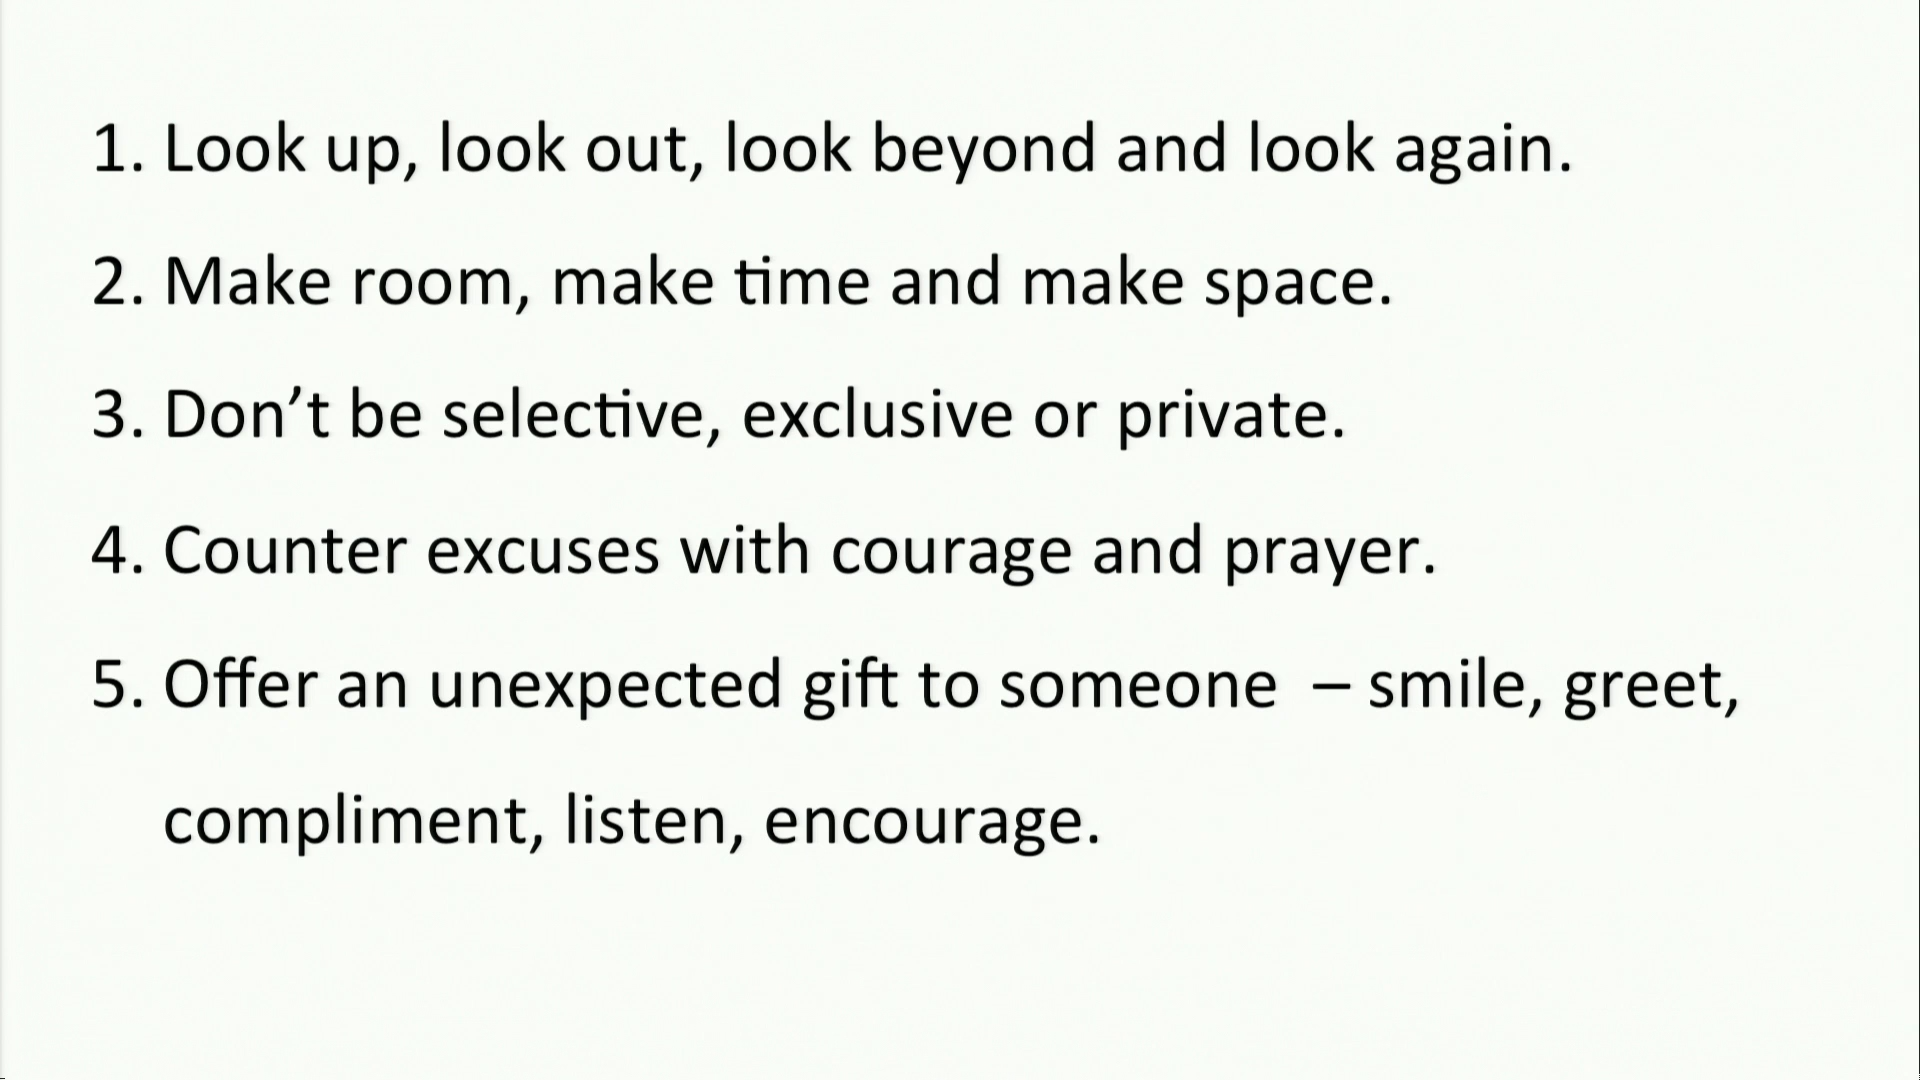 1. Look up, look out, look beyond and look again.
2. Make room, make time and make space.
3. Don’t be selective, exclusive or private.
4. Counter excuses with courage and prayer.
5. Offer an unexpected gift to someone – smile, greet,
compliment, listen, encourage.